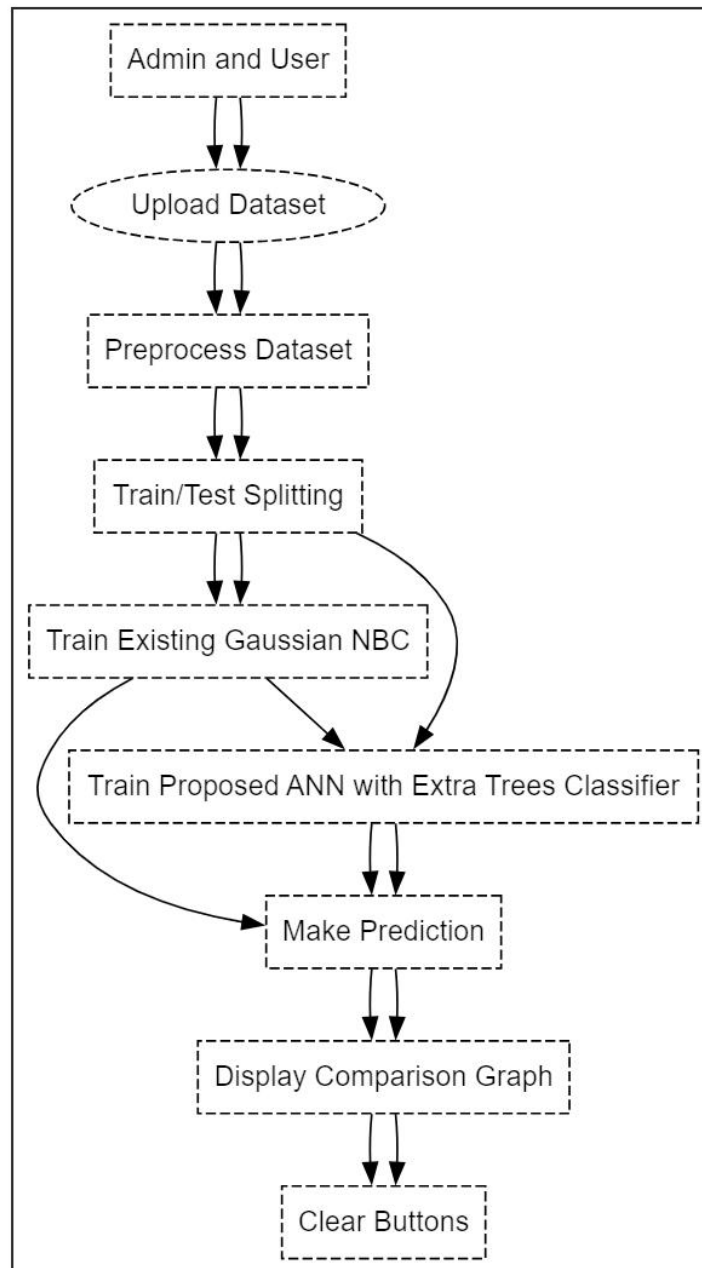 Admin and User
Upload Dataset
Preprocess Dataset
Train/Test Splitting
Train Existing Gaussian NBC
Train Proposed ANN with Extra Trees Classifier
Make Prediction
Display Comparison Graph
Clear Buttons